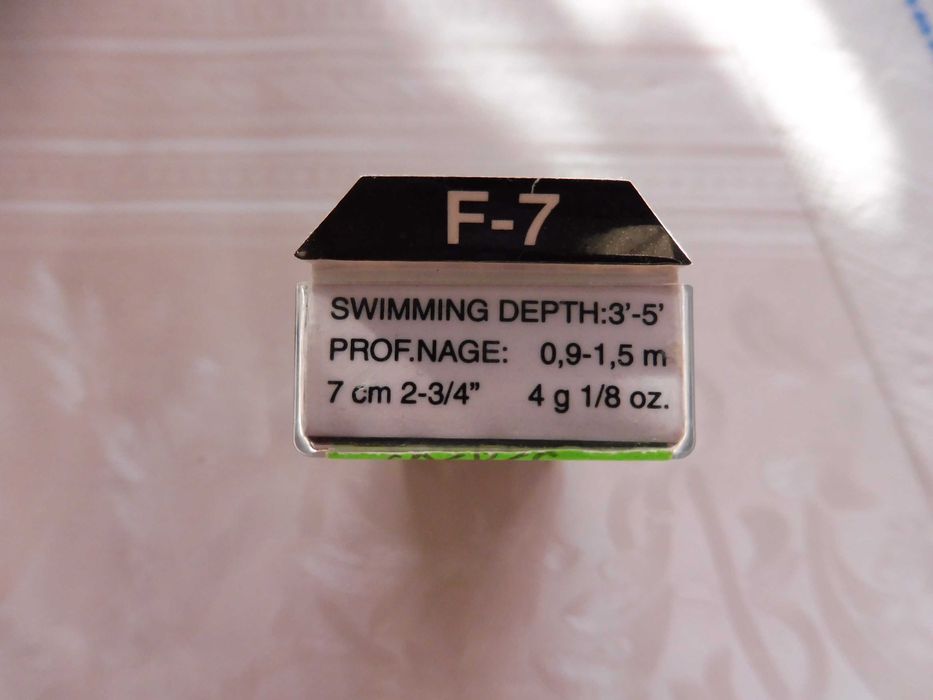 F-7
SWIMMING DEPTH:3'-5'
PROF.NAGE: 0,9-1,5 m
7 cm 2-3/4” 4 g 1/8 oz.